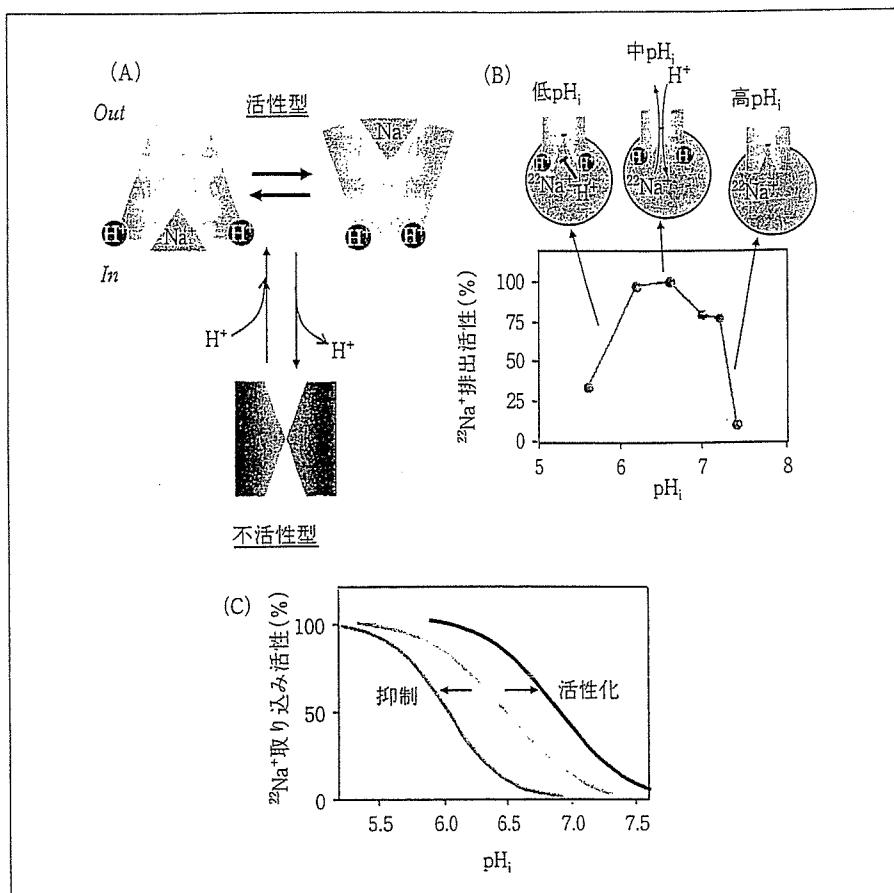 (A)
Out
活性型
Na⁺
H⁺ Na⁺ H⁺
H⁺ H⁺
In
H⁺
H⁺
不活性型
(B)
中pHᵢ
H⁺
低pHᵢ
高pHᵢ
H⁺ H⁺
²²Na⁺ H⁺
H⁺
Na⁺
²²Na⁺
²²Na⁺排出活性(%)
100
75
50
25
0
5 6 7 8
pHᵢ
(C)
²²Na⁺取り込み活性(%)
100
50
0
抑制
活性化
5.5 6.0 6.5 7.0 7.5
pHᵢ